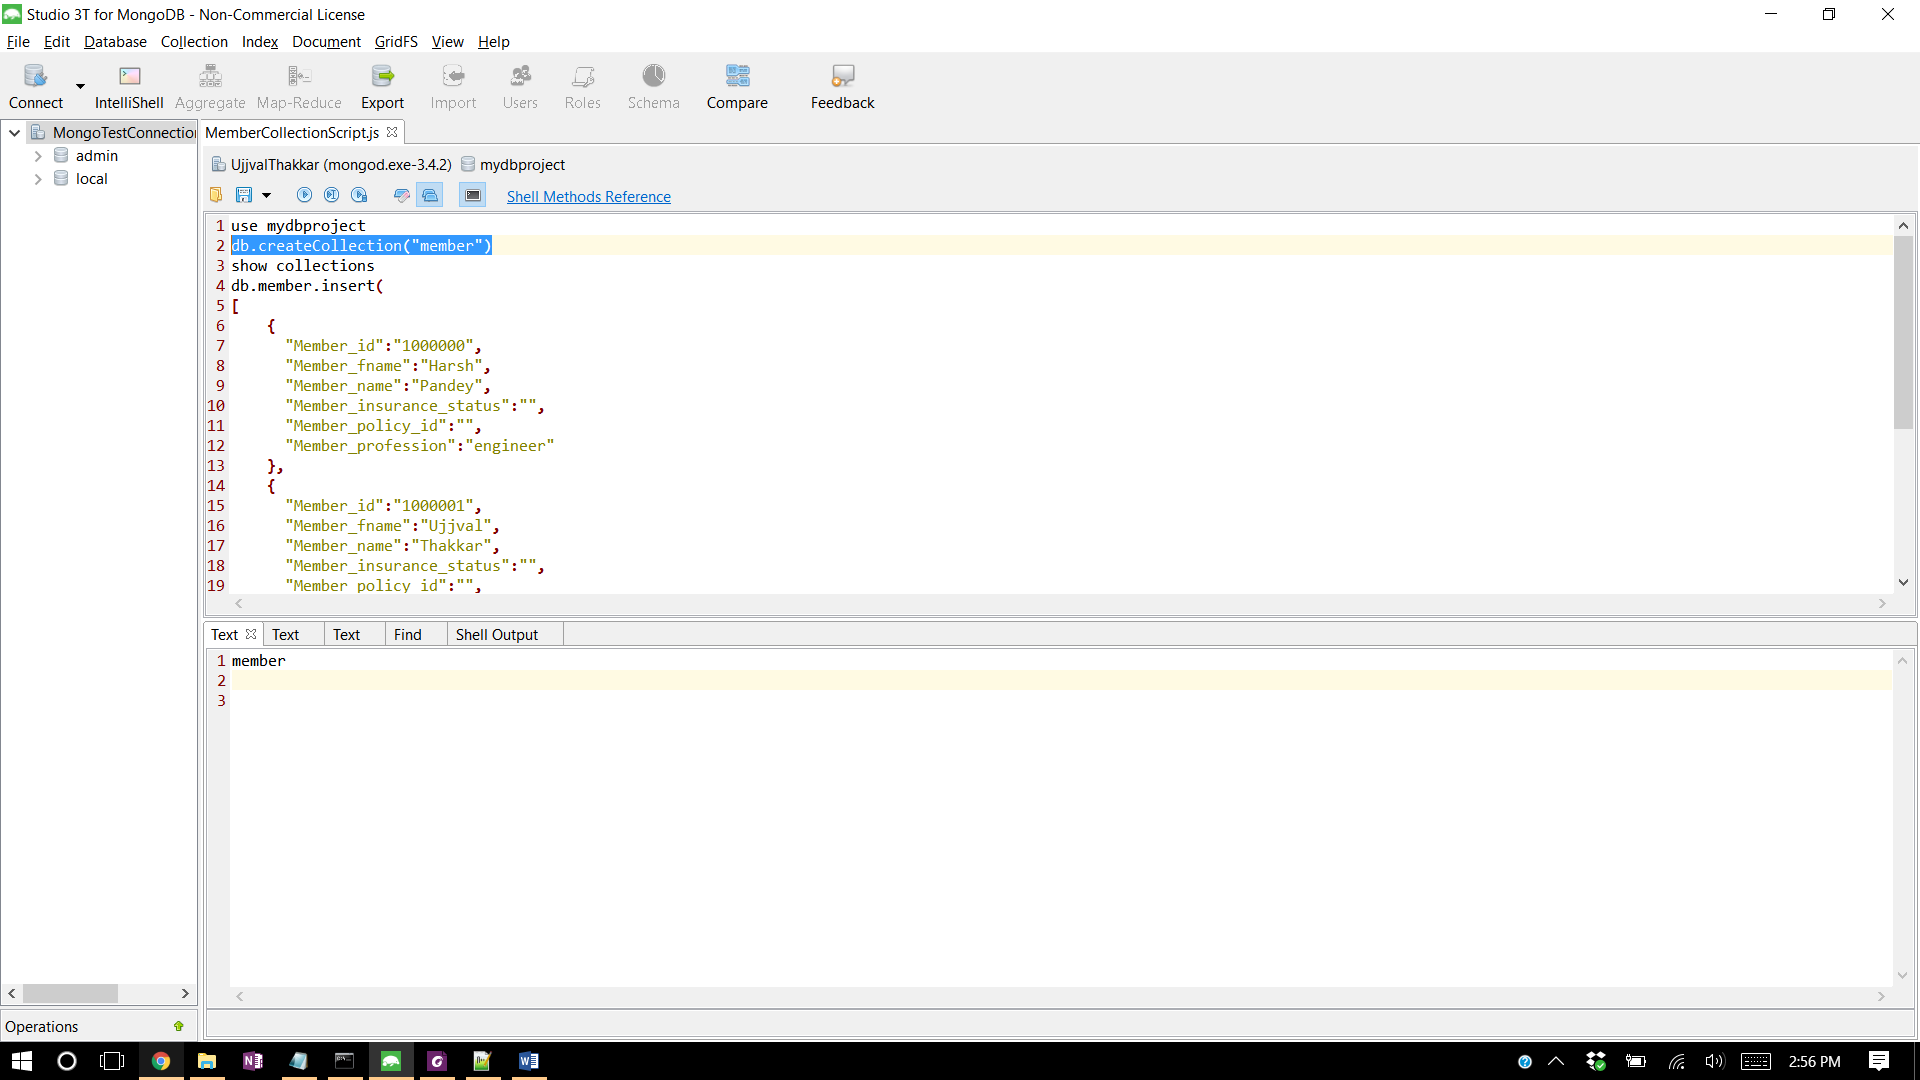 Studio 3T for MongoDB - Non-Commercial License
File Edit Database Collection Index Document GridFS View Help
Connect IntelliShell Aggregate Map-Reduce Export Import Users Roles Schema Compare Feedback
MongoTestConnection
admin
local
MemberCollectionScript.js
UjjvalThakkar (mongod.exe-3.4.2) mydbproject
Shell Methods Reference
1 use mydbproject
2 db.createCollection("member")
3 show collections
4 db.member.insert(
5 [
6 {
7 "Member_id":"1000000",
8 "Member_fname":"Harsh",
9 "Member_name":"Pandey",
10 "Member_insurance_status":"",
11 "Member_policy_id":"",
12 "Member_profession":"engineer"
13 },
14 {
15 "Member_id":"1000001",
16 "Member_fname":"Ujjval",
17 "Member_name":"Thakkar",
18 "Member_insurance_status":"",
19 "Member_policy_id":"",
Text Text Text Find Shell Output
1 member
2
3
Operations
2:56 PM